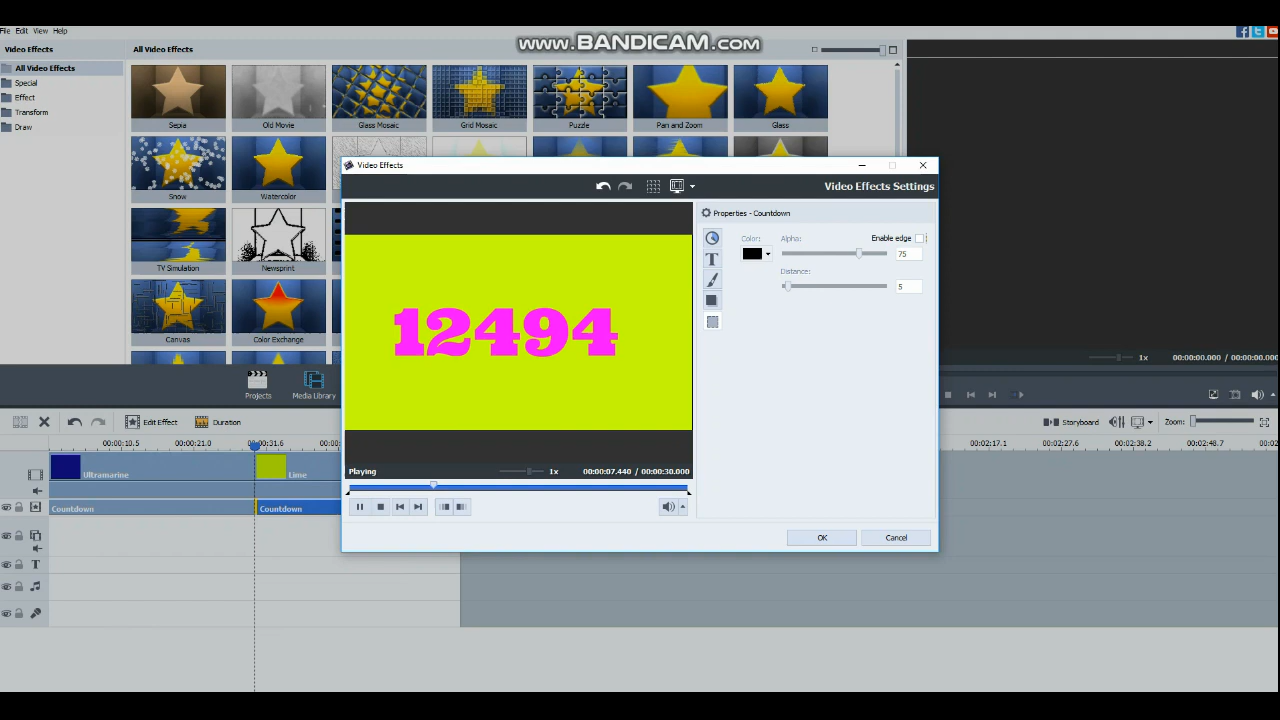 File Edit View Help
www.BANDICAM.com
Video Effects
All Video Effects
All Video Effects
Special
Effect
Transform
Draw
Sepia
Old Movie
Glass Mosaic
Grid Mosaic
Puzzle
Pan and Zoom
Glass
Snow
Watercolor
TV Simulation
Newsprint
Canvas
Color Exchange
Video Effects
Video Effects Settings
Properties - Countdown
Color:
Alpha:
Enable edge
75
Distance:
5
12494
Playing
1x
00:00:07.440 / 00:00:30.000
OK
Cancel
1x
00:00:00.000 / 00:00:00.000
Projects
Media Library
Edit Effect
Duration
Storyboard
Zoom:
00:00:10.5
00:00:21.0
00:00:31.6
00:02:17.1
00:02:27.6
00:02:38.2
00:02:48.7
Ultramarine
Lime
Countdown
Countdown